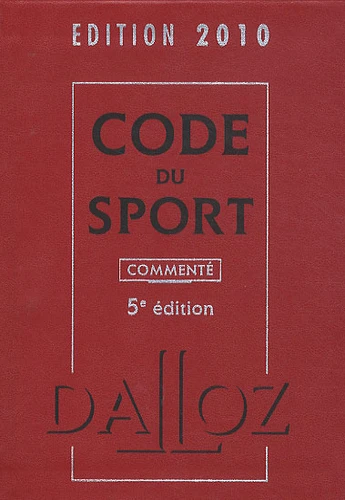 EDITION 2010
CODE
DU
SPORT
COMMENTÉ
5e édition
DALLOZ